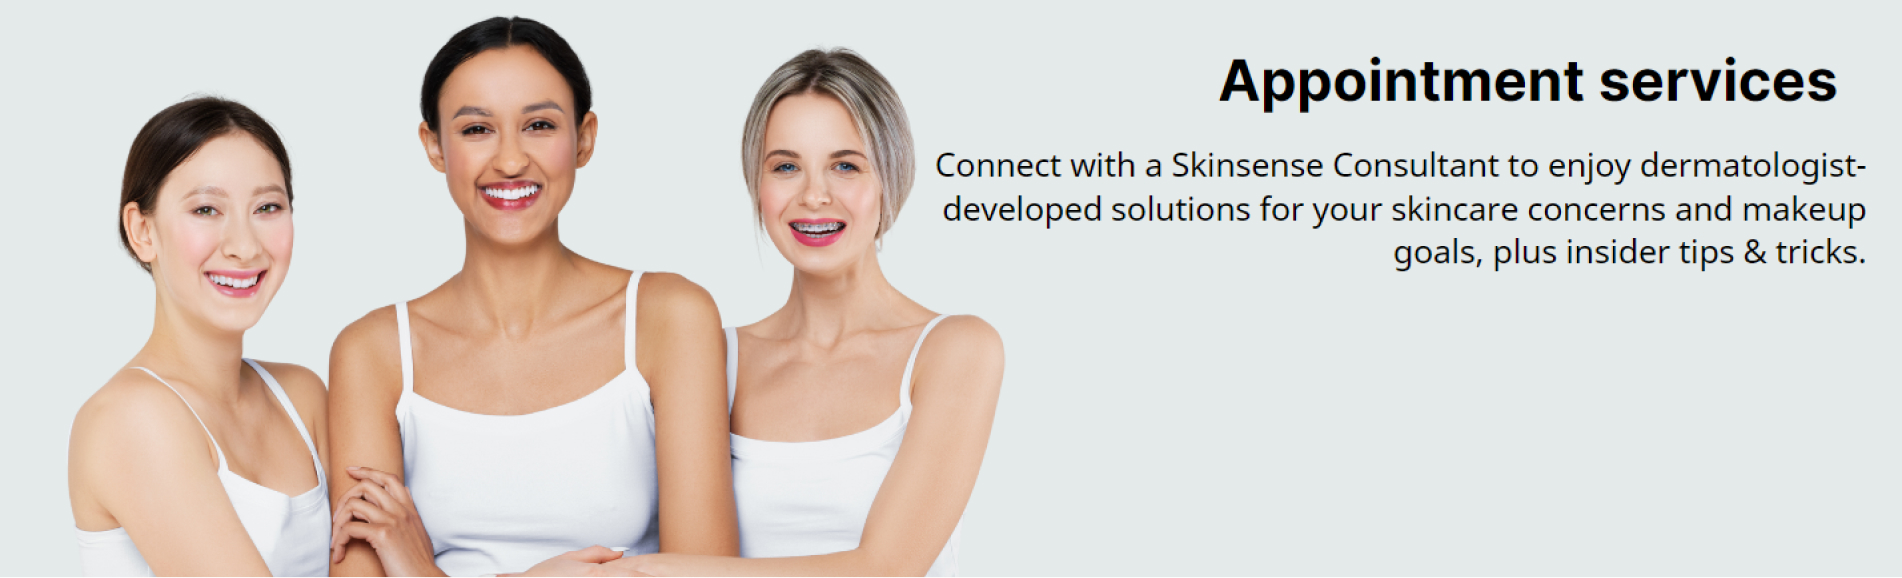 Appointment services
Connect with a Skinsense Consultant to enjoy dermatologist-
developed solutions for your skincare concerns and makeup
goals, plus insider tips & tricks.